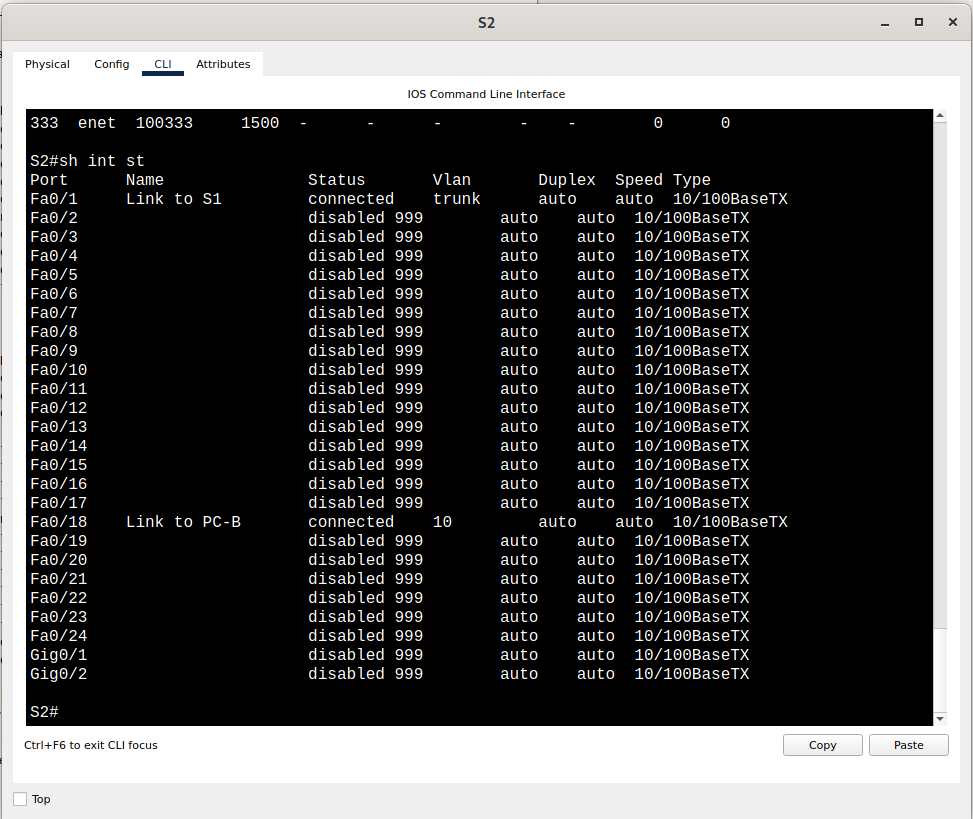 S2
Physical Config CLI Attributes
IOS Command Line Interface
333  enet  100333     1500  -      -      -        -    -        0      0
S2#sh int st
Port      Name               Status       Vlan       Duplex  Speed Type
Fa0/1     Link to S1         connected    trunk      auto    auto  10/100BaseTX
Fa0/2                        disabled 999        auto    auto  10/100BaseTX
Fa0/3                        disabled 999        auto    auto  10/100BaseTX
Fa0/4                        disabled 999        auto    auto  10/100BaseTX
Fa0/5                        disabled 999        auto    auto  10/100BaseTX
Fa0/6                        disabled 999        auto    auto  10/100BaseTX
Fa0/7                        disabled 999        auto    auto  10/100BaseTX
Fa0/8                        disabled 999        auto    auto  10/100BaseTX
Fa0/9                        disabled 999        auto    auto  10/100BaseTX
Fa0/10                       disabled 999        auto    auto  10/100BaseTX
Fa0/11                       disabled 999        auto    auto  10/100BaseTX
Fa0/12                       disabled 999        auto    auto  10/100BaseTX
Fa0/13                       disabled 999        auto    auto  10/100BaseTX
Fa0/14                       disabled 999        auto    auto  10/100BaseTX
Fa0/15                       disabled 999        auto    auto  10/100BaseTX
Fa0/16                       disabled 999        auto    auto  10/100BaseTX
Fa0/17                       disabled 999        auto    auto  10/100BaseTX
Fa0/18    Link to PC-B       connected    10         auto    auto  10/100BaseTX
Fa0/19                       disabled 999        auto    auto  10/100BaseTX
Fa0/20                       disabled 999        auto    auto  10/100BaseTX
Fa0/21                       disabled 999        auto    auto  10/100BaseTX
Fa0/22                       disabled 999        auto    auto  10/100BaseTX
Fa0/23                       disabled 999        auto    auto  10/100BaseTX
Fa0/24                       disabled 999        auto    auto  10/100BaseTX
Gig0/1                       disabled 999        auto    auto  10/100BaseTX
Gig0/2                       disabled 999        auto    auto  10/100BaseTX
S2#
Ctrl+F6 to exit CLI focus
Copy Paste
Top